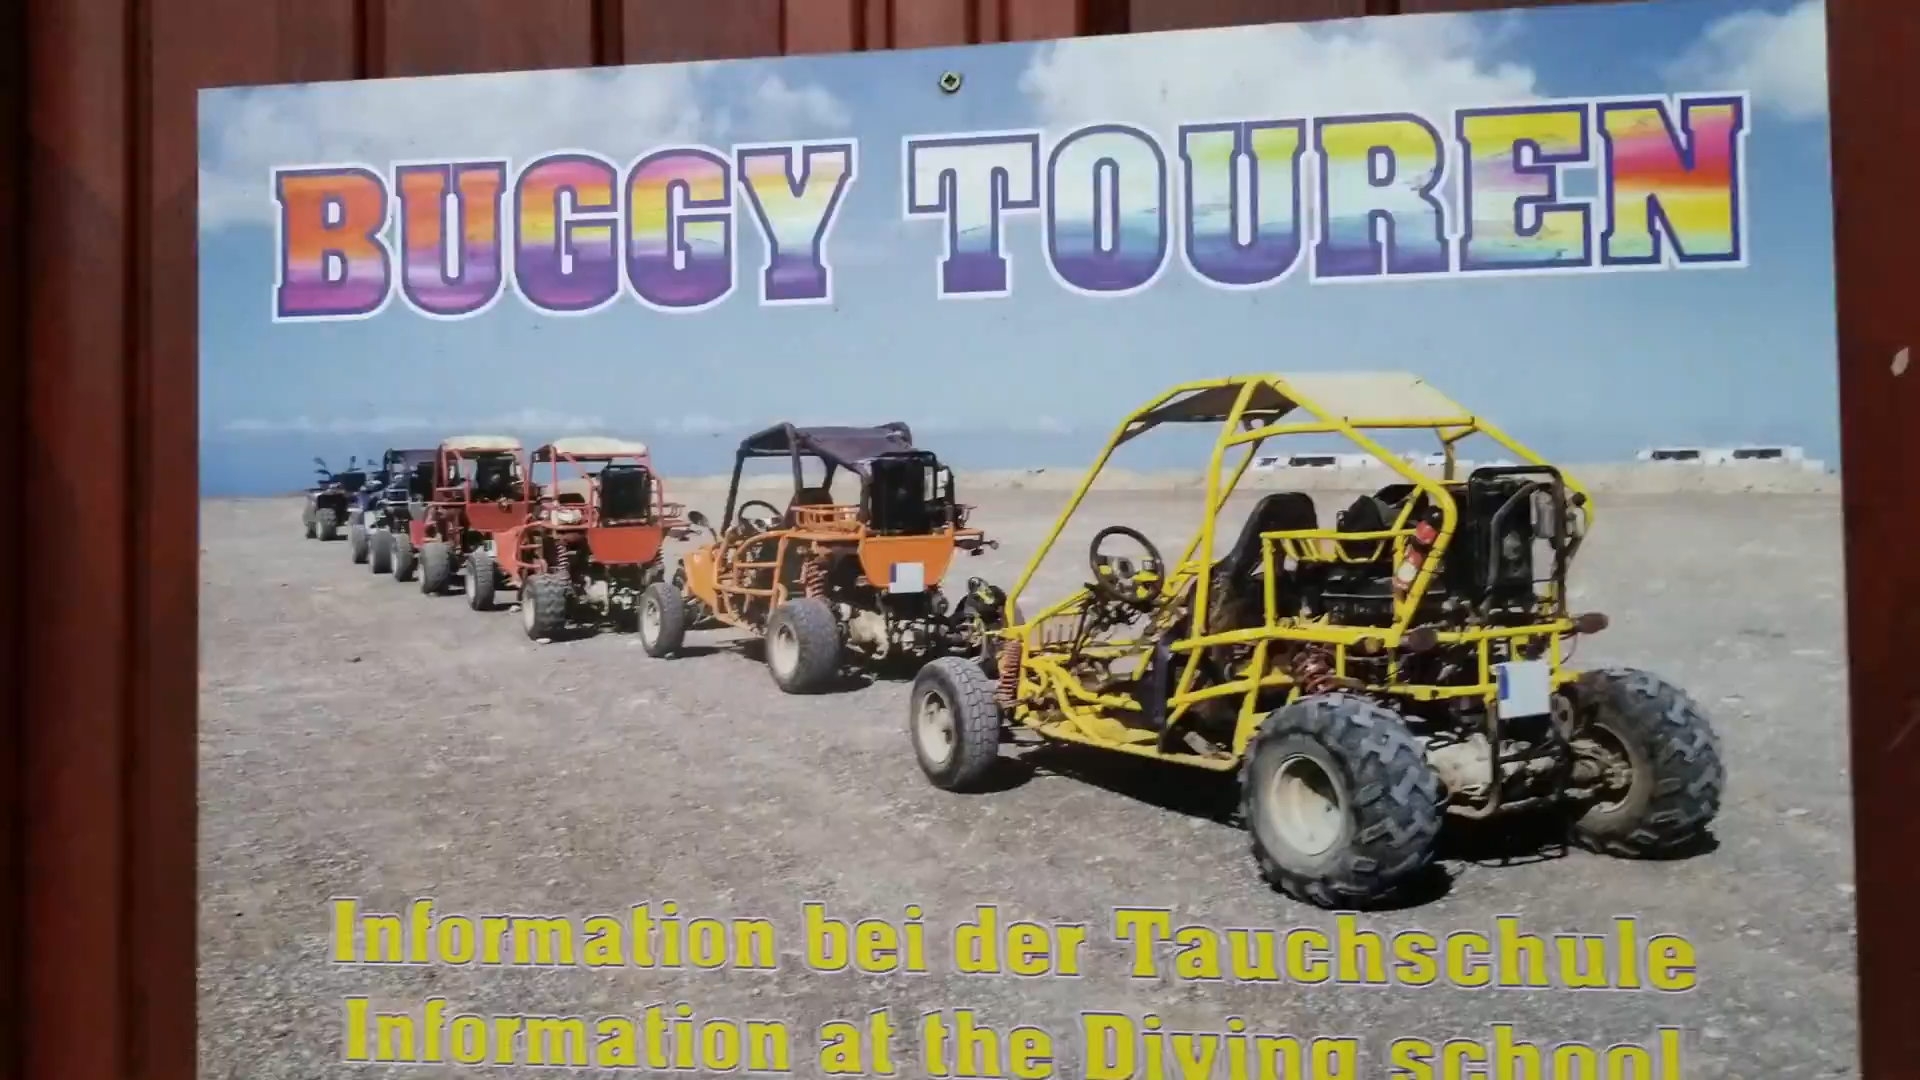 BUGGY TOUREN
Information bei der Tauchschule
Information at the Diving school